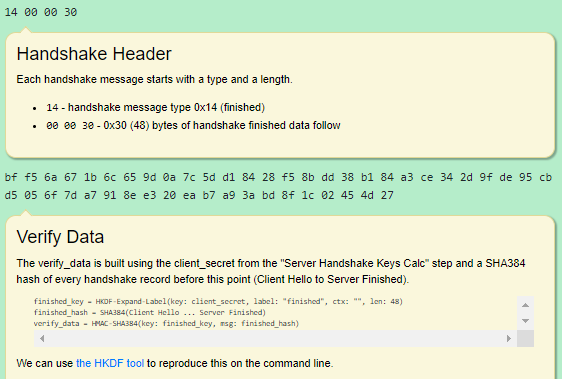 14 00 00 30
Handshake Header
Each handshake message starts with a type and a length.
• 14 - handshake message type 0x14 (finished)
• 00 00 30 - 0x30 (48) bytes of handshake finished data follow
bf f5 6a 67 1b 6c 65 9d 0a 7c 5d d1 84 28 f5 8b dd 38 b1 84 a3 ce 34 2d 9f de 95 cb
d5 05 6f 7d a7 91 8e e3 20 ea b7 a9 3a bd 8f 1c 02 45 4d 27
Verify Data
The verify_data is built using the client_secret from the "Server Handshake Keys Calc" step and a SHA384
hash of every handshake record before this point (Client Hello to Server Finished).
finished_key = HKDF-Expand-Label(key: client_secret, label: "finished", ctx: "", len: 48)
finished_hash = SHA384(Client Hello ... Server Finished)
verify_data = HMAC-SHA384(key: finished_key, msg: finished_hash)
We can use the HKDF tool to reproduce this on the command line.